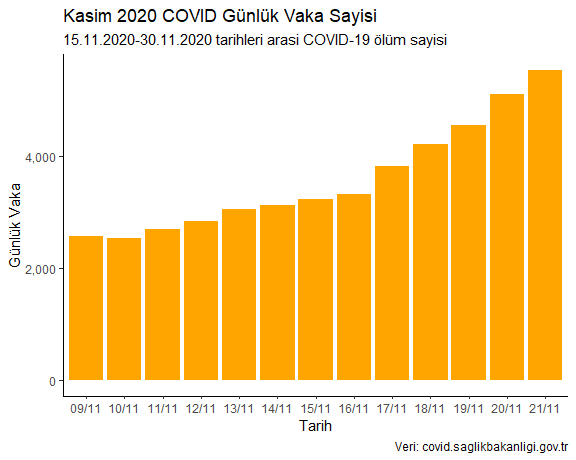 Kasim 2020 COVID Günlük Vaka Sayisi
15.11.2020-30.11.2020 tarihleri arasi COVID-19 ölüm sayisi
Günlük Vaka
4,000
2,000
0
09/11 10/11 11/11 12/11 13/11 14/11 15/11 16/11 17/11 18/11 19/11 20/11 21/11
Tarih
Veri: covid.saglikbakanligi.gov.tr